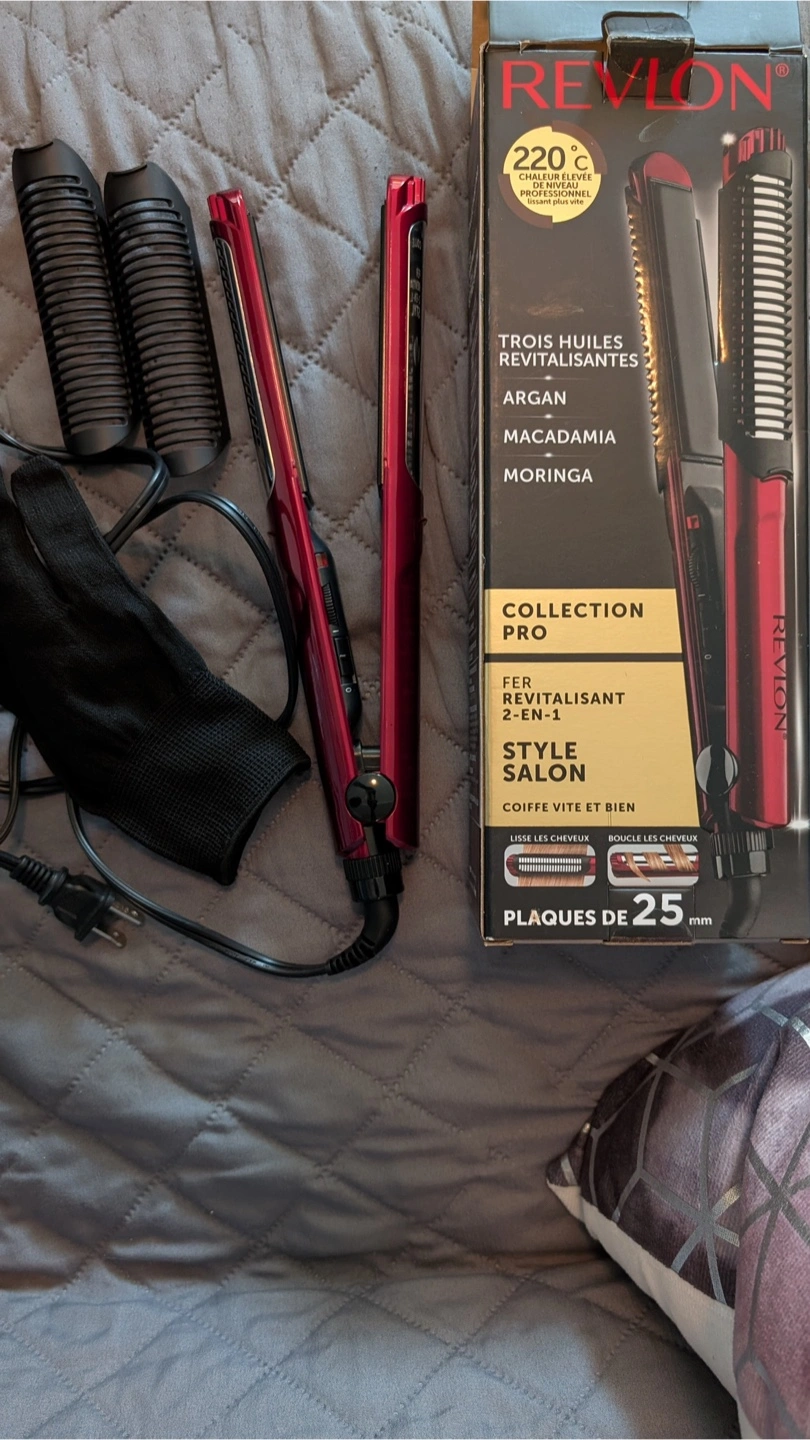 REVLON®
220°C
CHALEUR ÉLEVÉE
DE NIVEAU
PROFESSIONNEL
lissant plus vite
TROIS HUILES
REVITALISANTES
ARGAN
MACADAMIA
MORINGA
COLLECTION
PRO
FER
REVITALISANT
2-EN-1
STYLE
SALON
COIFFE VITE ET BIEN
REVLON
LISSE LES CHEVEUX
BOUCLE LES CHEVEUX
PLAQUES DE 25 mm
0